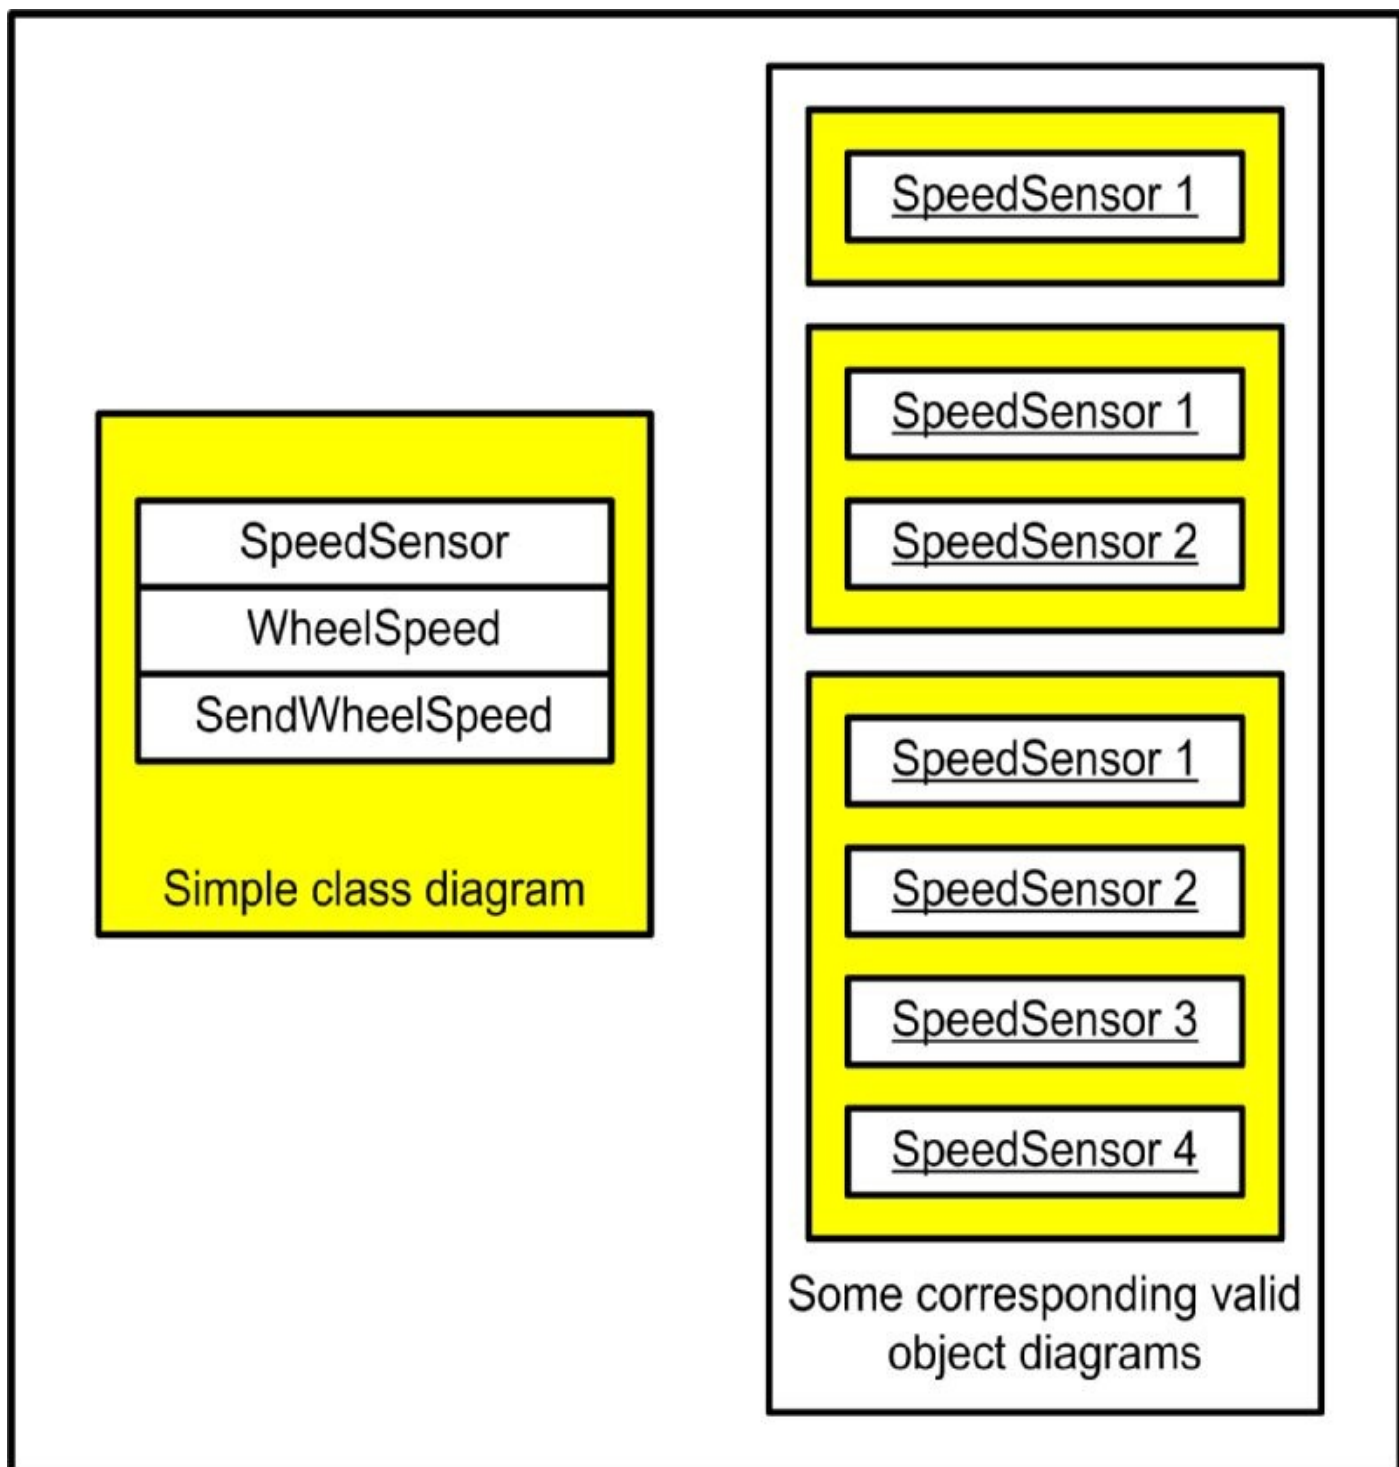 SpeedSensor
WheelSpeed
SendWheelSpeed
Simple class diagram
SpeedSensor 1
SpeedSensor 1
SpeedSensor 2
SpeedSensor 1
SpeedSensor 2
SpeedSensor 3
SpeedSensor 4
Some corresponding valid
object diagrams